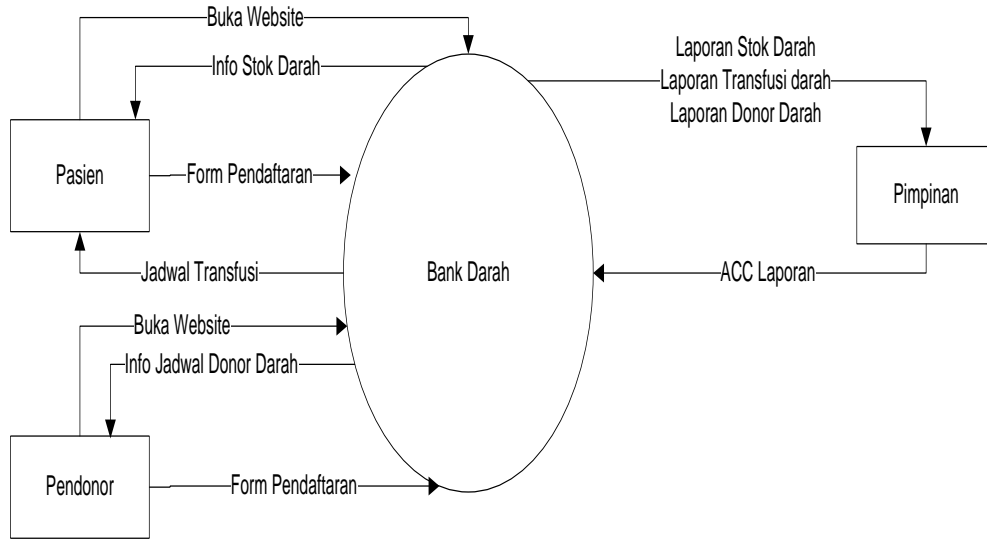 Buka Website
Info Stok Darah
Laporan Stok Darah
Laporan Transfusi darah
Laporan Donor Darah
Pasien
Form Pendaftaran
Pimpinan
Jadwal Transfusi
Bank Darah
ACC Laporan
Buka Website
Info Jadwal Donor Darah
Pendonor
Form Pendaftaran